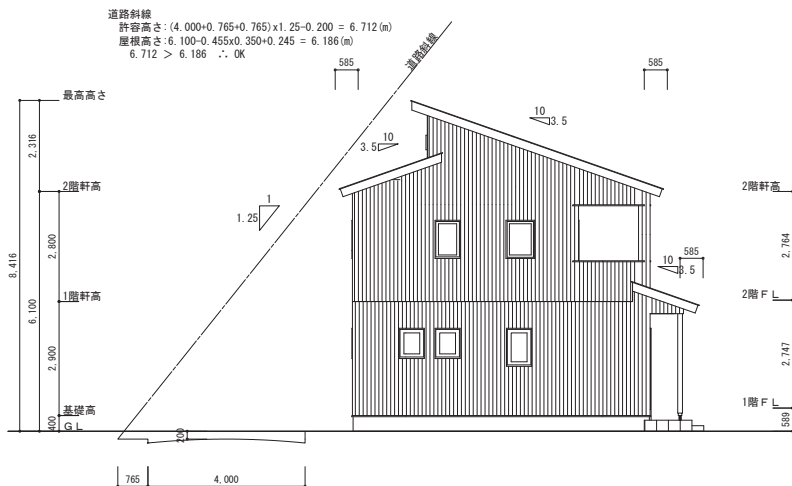 道路斜線
許容高さ:(4.000+0.765+0.765)x1.25-0.200 = 6.712(m)
屋根高さ:6.100-0.455x0.350+0.245 = 6.186(m)
6.712 > 6.186 ∴ OK
道路斜線
585
585
最高高さ
10
3.5
10
3.5
2,316
2階軒高
2階軒高
1
1.25
2,800
2,764
585
10
3.5
8,416
6,100
1階軒高
2階FL
2,900
2,747
基礎高
1階FL
400
GL
200
589
765
4,000